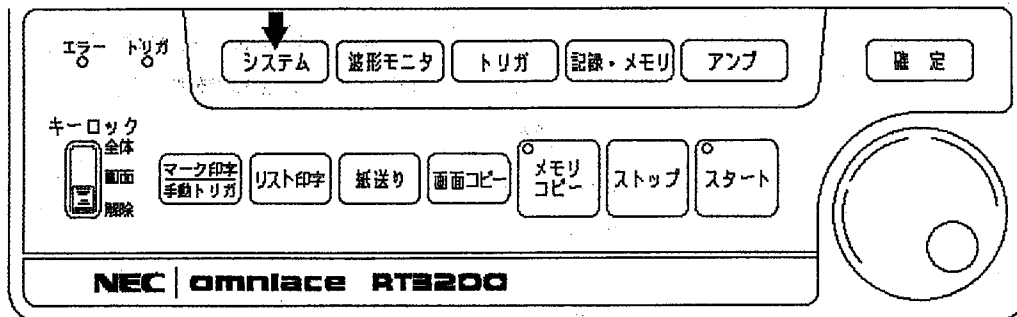 エラー トリガ
システム 波形モニタ トリガ 記録・メモリ アンプ 確定
キーロック
全体
画面
解除
マーク印字
手動トリガ
リスト印字 紙送り 画面コピー
メモリ
コピー
ストップ スタート
NEC omniace RT3200